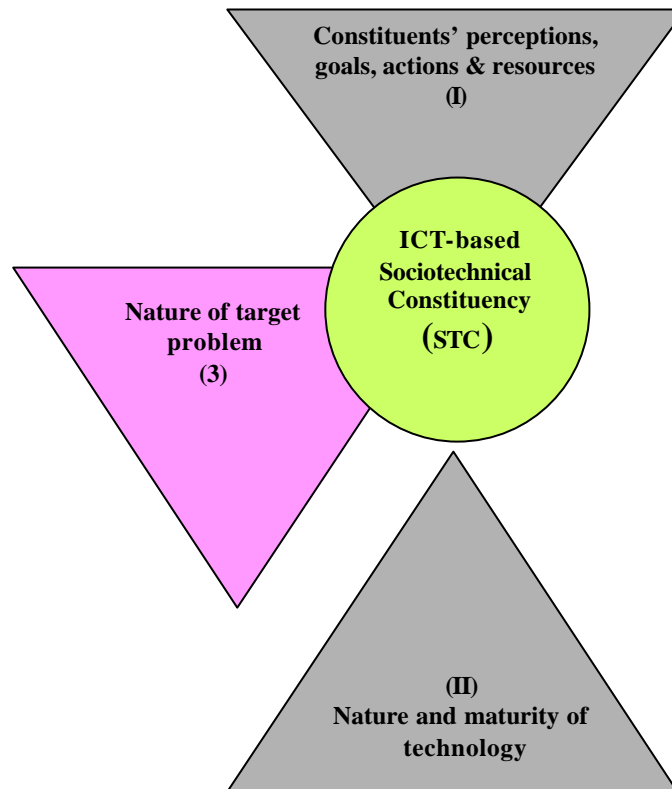 Constituents’ perceptions,
goals, actions & resources
(I)
ICT-based
Sociotechnical
Constituency
(STC)
Nature of target
problem
(3)
(II)
Nature and maturity of
technology